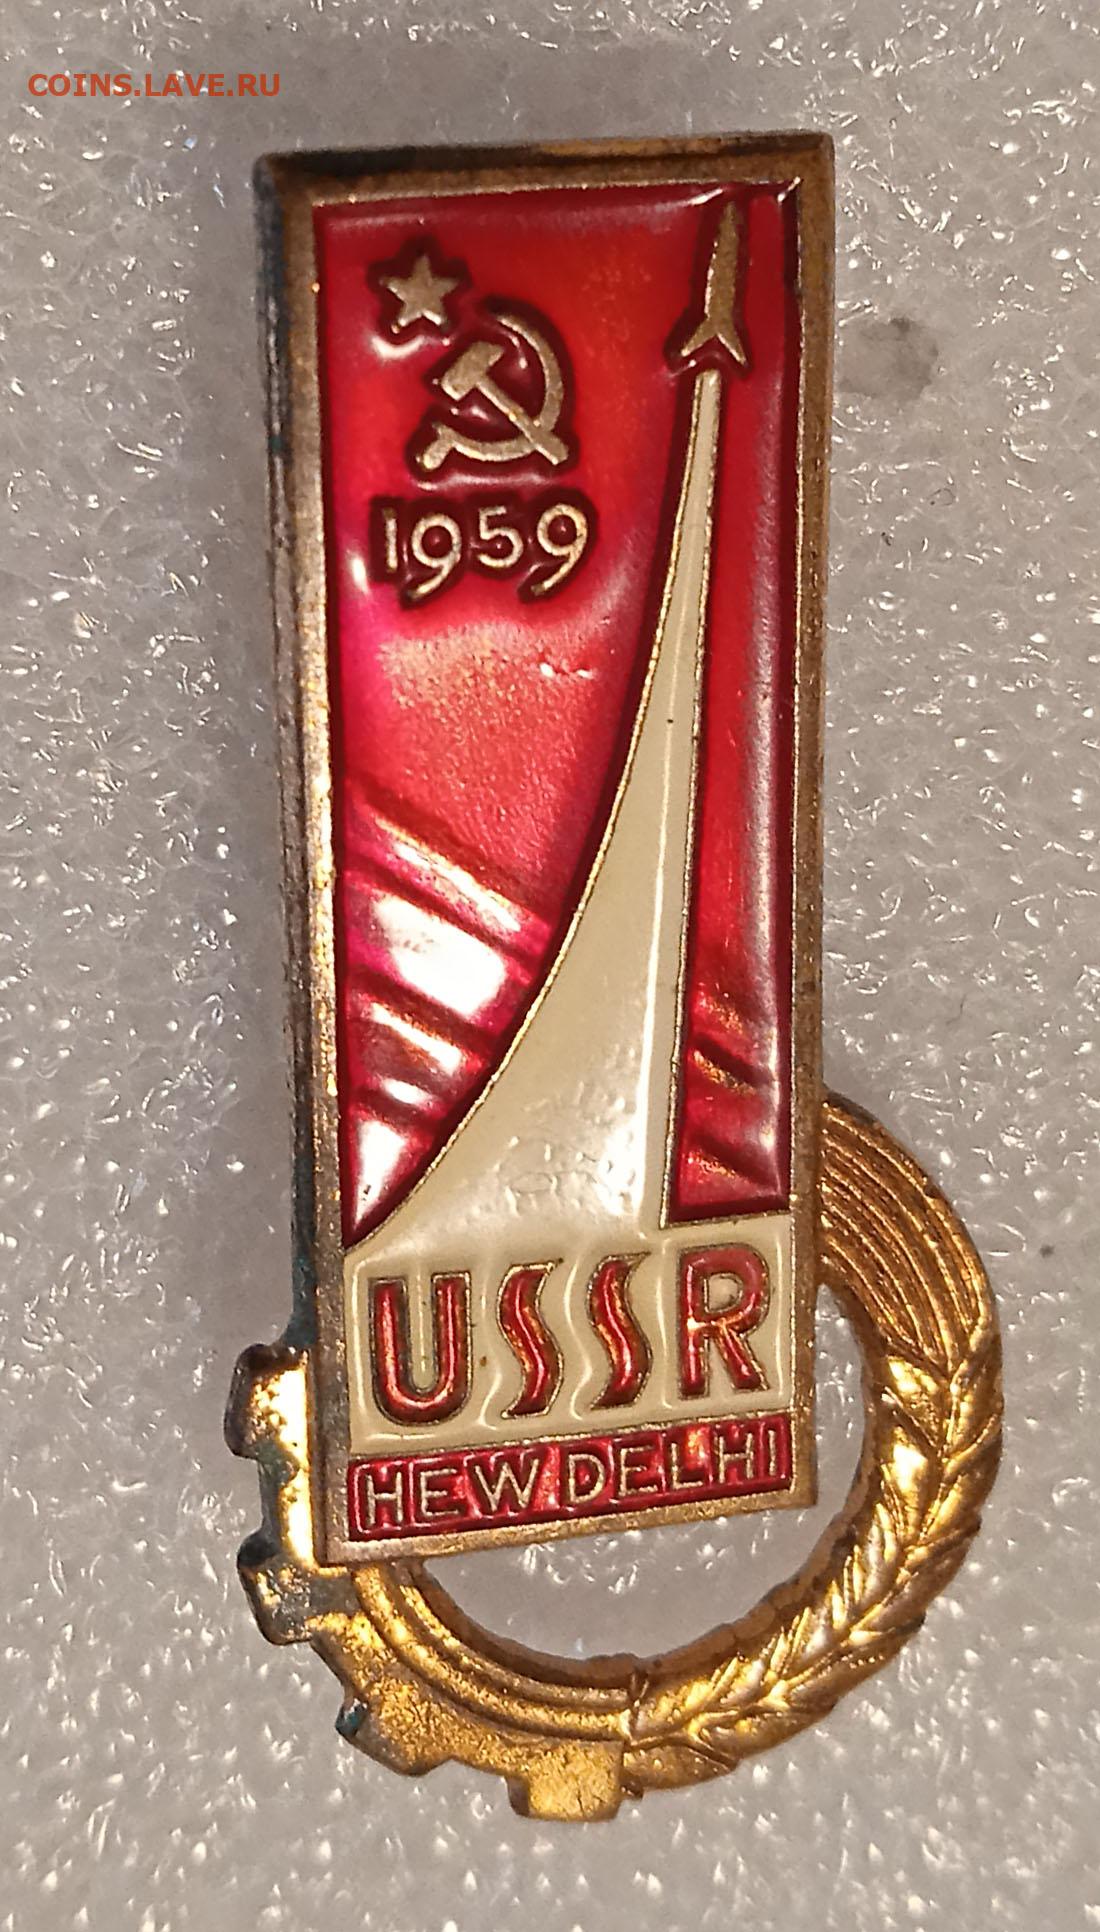 COINS.LAVE.RU
1959
USSR
HEW DELHI